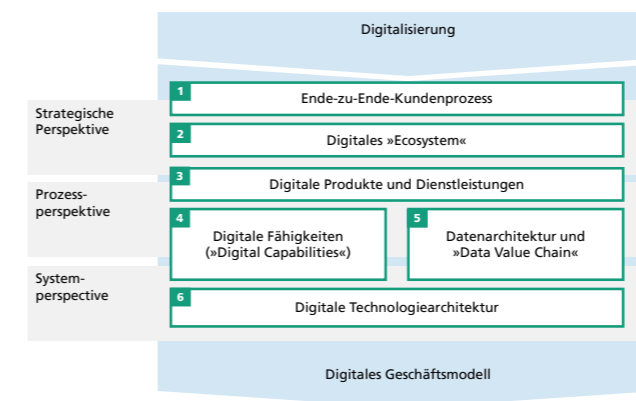 Digitalisierung
1
Ende-zu-Ende-Kundenprozess
Strategische
Perspektive
2
Digitales »Ecosystem«
3
Digitale Produkte und Dienstleistungen
Prozess-
perspektive
4
Digitale Fähigkeiten
(»Digital Capabilities«)
5
Datenarchitektur und
»Data Value Chain«
System-
perspective
6
Digitale Technologiearchitektur
Digitales Geschäftsmodell